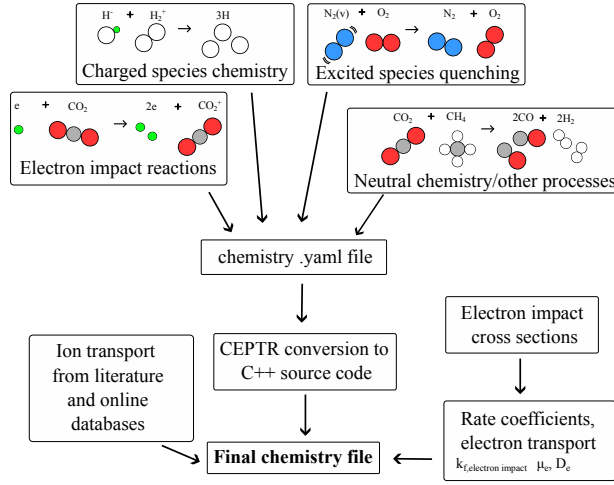 H⁻ + H₂⁺ → 3H
Charged species chemistry
N₂(v) + O₂ → N₂ + O₂
Excited species quenching
e + CO₂ → 2e + CO₂⁺
Electron impact reactions
CO₂ + CH₄ → 2CO + 2H₂
Neutral chemistry/other processes
chemistry .yaml file
Ion transport
from literature
and online
databases
CEPTR conversion to
C++ source code
Electron impact
cross sections
Rate coefficients,
electron transport
k_f,electron impact μₑ, Dₑ
Final chemistry file